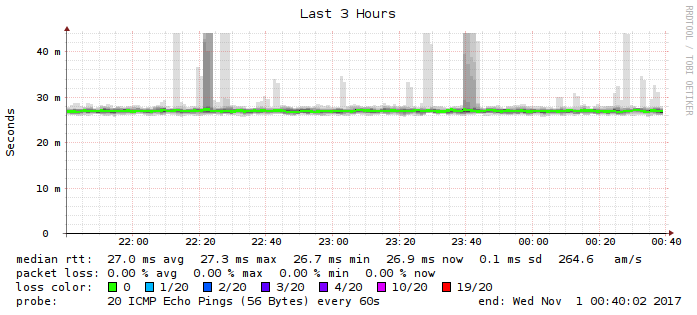 Last 3 Hours
RRDTOOL / TOBI OETIKER
Seconds
40 m
30 m
20 m
10 m
0
22:00 22:20 22:40 23:00 23:20 23:40 00:00 00:20 00:40
median rtt: 27.0 ms avg 27.3 ms max 26.7 ms min 26.9 ms now 0.1 ms sd 264.6 am/s
packet loss: 0.00 % avg 0.00 % max 0.00 % min 0.00 % now
loss color: 0 1/20 2/20 3/20 4/20 10/20 19/20
probe: 20 ICMP Echo Pings (56 Bytes) every 60s end: Wed Nov 1 00:40:02 2017